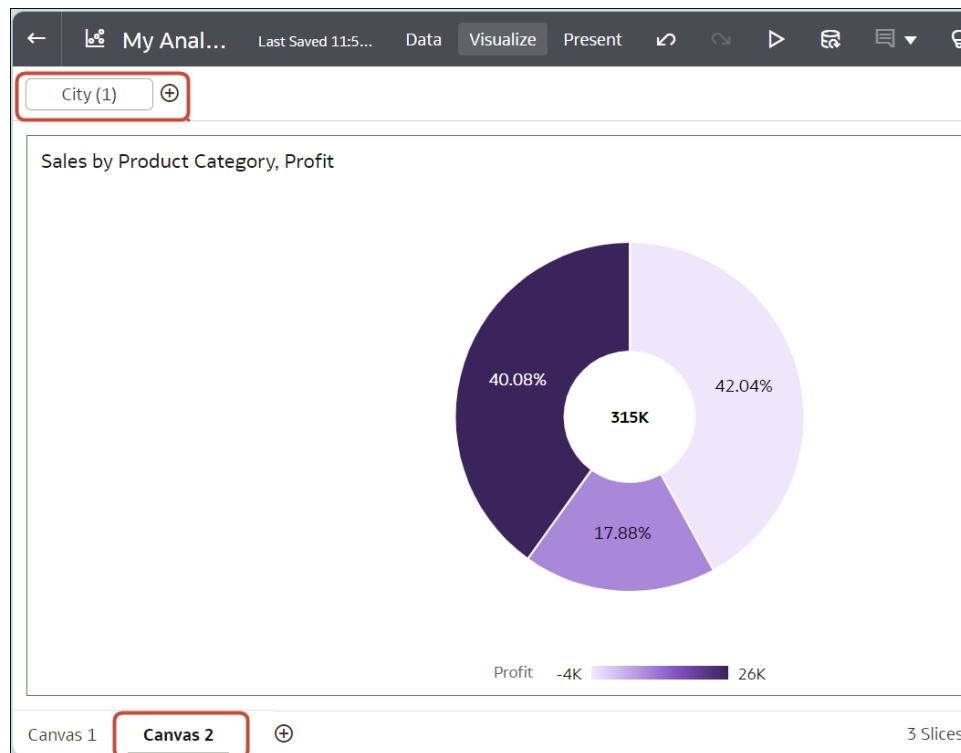 My Anal... Last Saved 11:5... Data Visualize Present
City (1)
Sales by Product Category, Profit
40.08%
42.04%
315K
17.88%
Profit -4K 26K
Canvas 1 Canvas 2 3 Slices